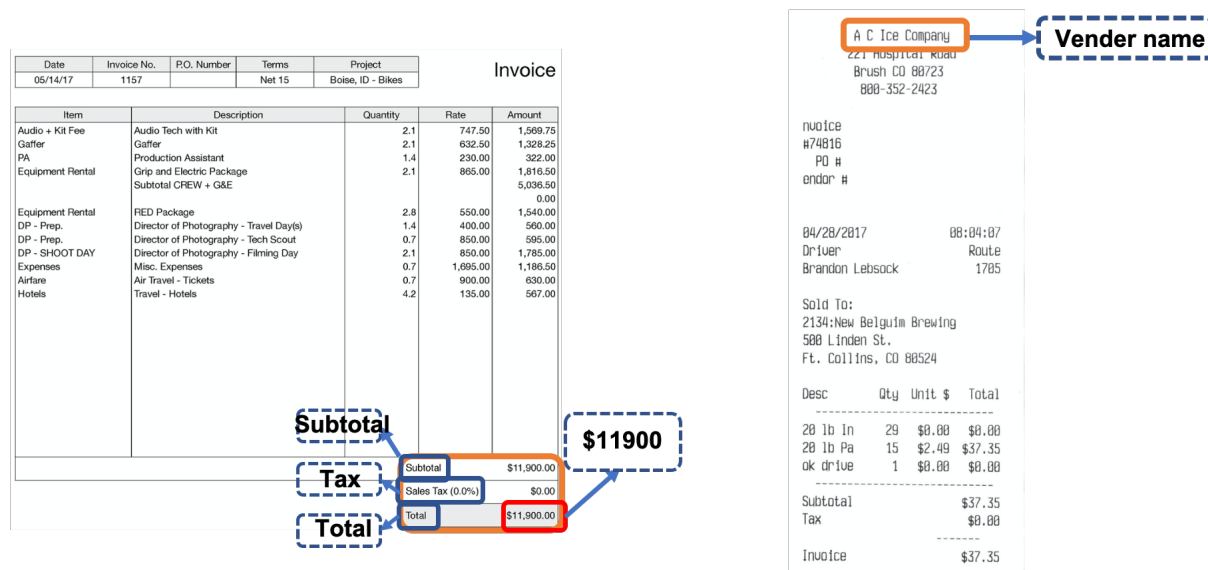 Date Invoice No. P.O. Number Terms Project
05/14/17 1157 Net 15 Boise, ID - Bikes
Invoice
Item Description Quantity Rate Amount
Audio + Kit Fee Audio Tech with Kit 2.1 747.50 1,569.75
Gaffer Gaffer 2.1 632.50 1,328.25
PA Production Assistant 1.4 230.00 322.00
Equipment Rental Grip and Electric Package 2.1 865.00 1,816.50
Subtotal CREW + G&E 5,036.50
0.00
Equipment Rental RED Package 2.8 550.00 1,540.00
DP - Prep. Director of Photography - Travel Day(s) 1.4 400.00 560.00
DP - Prep. Director of Photography - Tech Scout 0.7 850.00 595.00
DP - SHOOT DAY Director of Photography - Filming Day 2.1 850.00 1,785.00
Expenses Misc. Expenses 0.7 1,695.00 1,186.50
Airfare Air Travel - Tickets 0.7 900.00 630.00
Hotels Travel - Hotels 4.2 135.00 567.00
Subtotal
Tax
Total
$11900
Subtotal $11,900.00
Sales Tax (0.0%) $0.00
Total $11,900.00
A C Ice Company
Vender name
221 Hospital Road
Brush CO 80723
800-352-2423
nvoice
#74816
PO #
endor #
04/28/2017 08:04:07
Driver Route
Brandon Lebsock 1705
Sold To:
2134:New Belguim Brewing
500 Linden St.
Ft. Collins, CO 80524
Desc Qty Unit $ Total
20 lb In 29 $0.00 $0.00
20 lb Pa 15 $2.49 $37.35
ok drive 1 $0.00 $0.00
Subtotal $37.35
Tax $0.00
Invoice $37.35